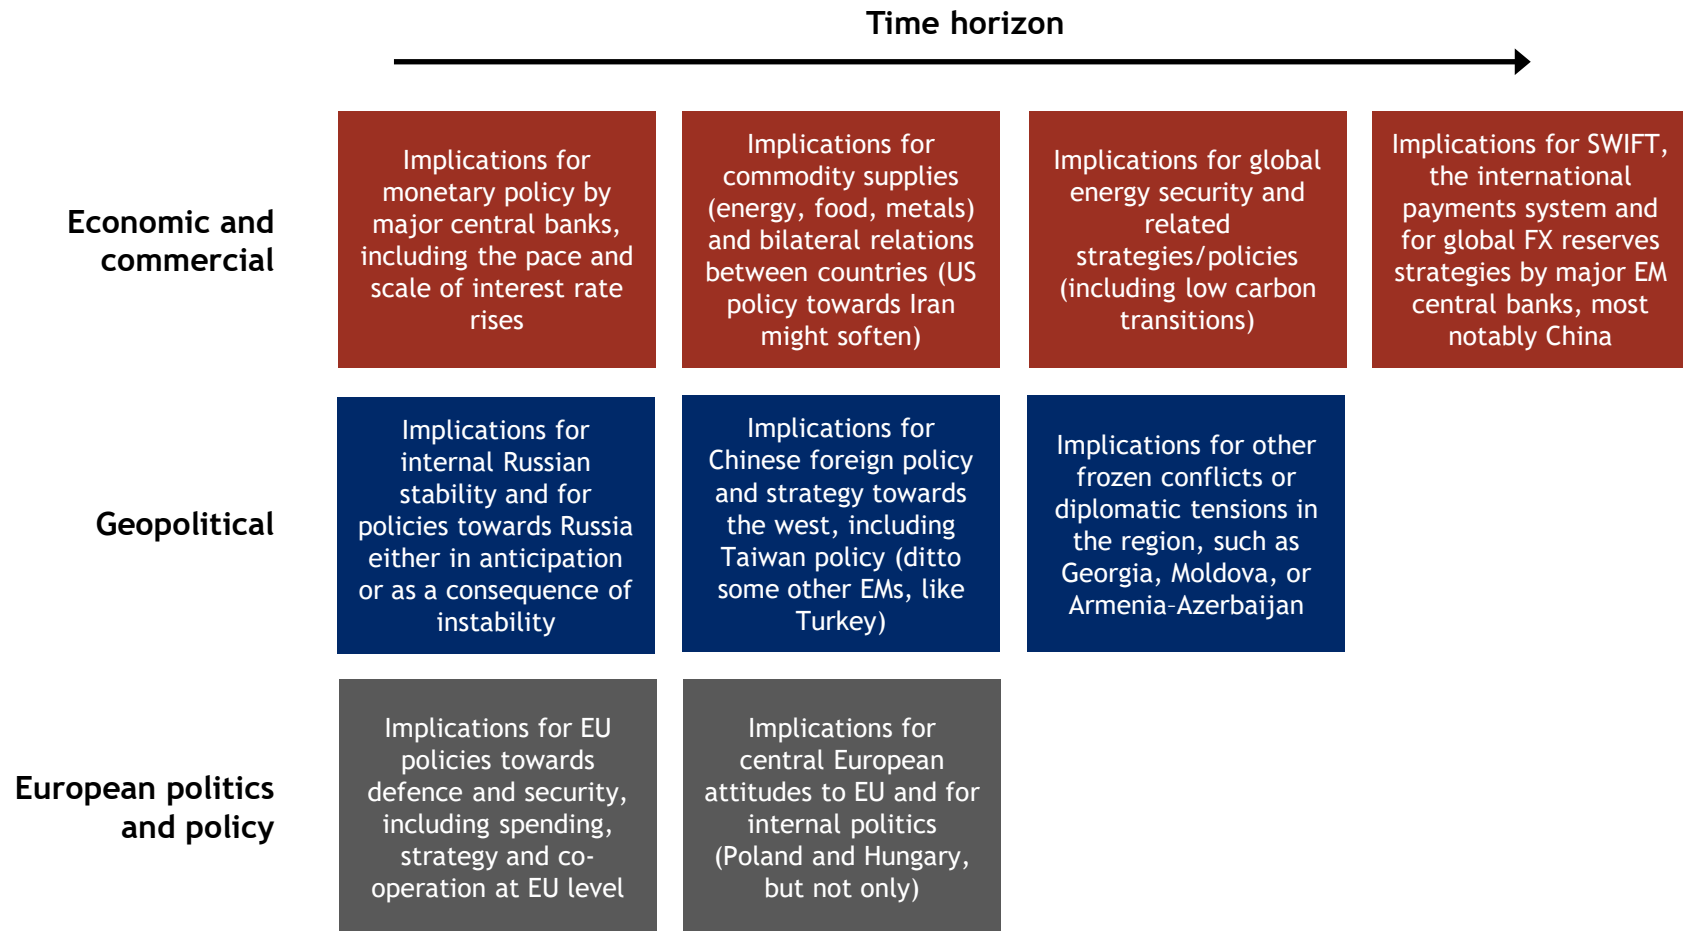 Time horizon
Economic and
commercial
Implications for
monetary policy by
major central banks,
including the pace and
scale of interest rate
rises
Implications for
commodity supplies
(energy, food, metals)
and bilateral relations
between countries (US
policy towards Iran
might soften)
Implications for global
energy security and
related
strategies/policies
(including low carbon
transitions)
Implications for SWIFT,
the international
payments system and
for global FX reserves
strategies by major EM
central banks, most
notably China
Geopolitical
Implications for
internal Russian
stability and for
policies towards Russia
either in anticipation
or as a consequence of
instability
Implications for
Chinese foreign policy
and strategy towards
the west, including
Taiwan policy (ditto
some other EMs, like
Turkey)
Implications for other
frozen conflicts or
diplomatic tensions in
the region, such as
Georgia, Moldova, or
Armenia–Azerbaijan
European politics
and policy
Implications for EU
policies towards
defence and security,
including spending,
strategy and co-
operation at EU level
Implications for
central European
attitudes to EU and for
internal politics
(Poland and Hungary,
but not only)